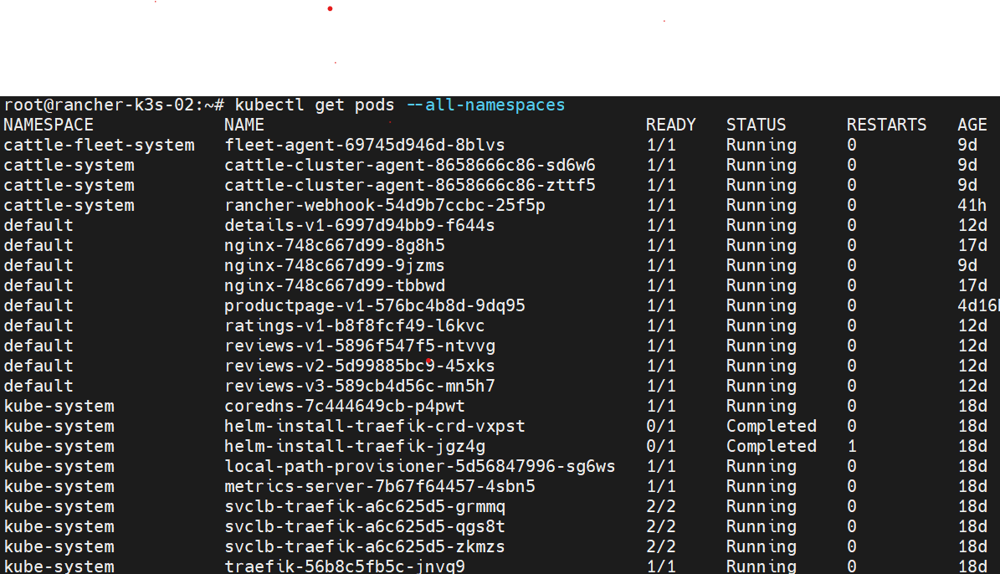 root@rancher-k3s-02:~# kubectl get pods --all-namespaces
NAMESPACE NAME READY STATUS RESTARTS AGE
cattle-fleet-system fleet-agent-69745d946d-8blvs 1/1 Running 0 9d
cattle-system cattle-cluster-agent-8658666c86-sd6w6 1/1 Running 0 9d
cattle-system cattle-cluster-agent-8658666c86-zttf5 1/1 Running 0 9d
cattle-system rancher-webhook-54d9b7ccbc-25f5p 1/1 Running 0 41h
default details-v1-6997d94bb9-f644s 1/1 Running 0 12d
default nginx-748c667d99-8g8h5 1/1 Running 0 17d
default nginx-748c667d99-9jzms 1/1 Running 0 9d
default nginx-748c667d99-tbbwd 1/1 Running 0 17d
default productpage-v1-576bc4b8d-9dq95 1/1 Running 0 4d16h
default ratings-v1-b8f8fcf49-l6kvc 1/1 Running 0 12d
default reviews-v1-5896f547f5-ntvvg 1/1 Running 0 12d
default reviews-v2-5d99885bc9-45xks 1/1 Running 0 12d
default reviews-v3-589cb4d56c-mn5h7 1/1 Running 0 12d
kube-system coredns-7c444649cb-p4pwt 1/1 Running 0 18d
kube-system helm-install-traefik-crd-vxpst 0/1 Completed 0 18d
kube-system helm-install-traefik-jgz4g 0/1 Completed 1 18d
kube-system local-path-provisioner-5d56847996-sg6ws 1/1 Running 0 18d
kube-system metrics-server-7b67f64457-4sbn5 1/1 Running 0 18d
kube-system svclb-traefik-a6c625d5-grmmq 2/2 Running 0 18d
kube-system svclb-traefik-a6c625d5-qgs8t 2/2 Running 0 18d
kube-system svclb-traefik-a6c625d5-zkmzs 2/2 Running 0 18d
kube-system traefik-56b8c5fb5c-jnvq9 1/1 Running 0 18d